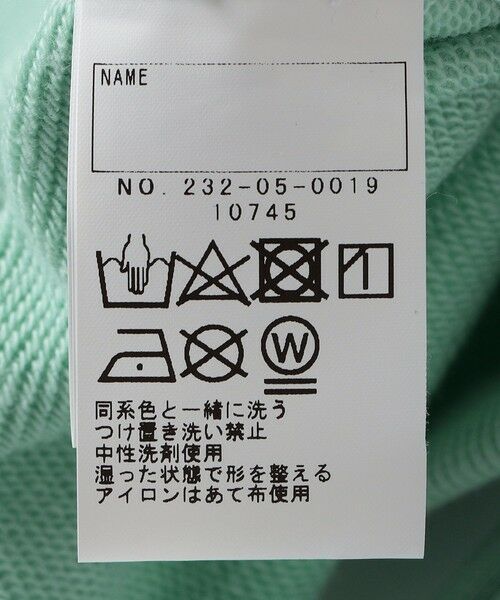 NAME
NO. 232-05-0019
10745
W
同系色と一緒に洗う
つけ置き洗い禁止
中性洗剤使用
湿った状態で形を整える
アイロンはあて布使用